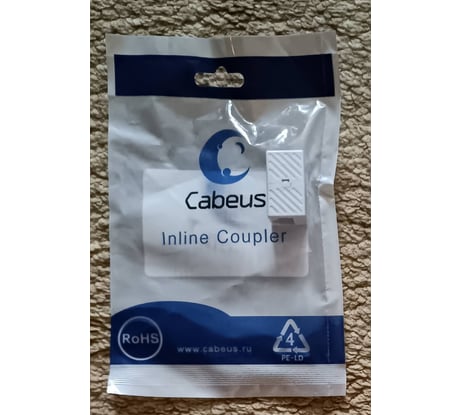 Cabeus
Inline Coupler
RoHS
www.cabeus.ru
4
PE-LD